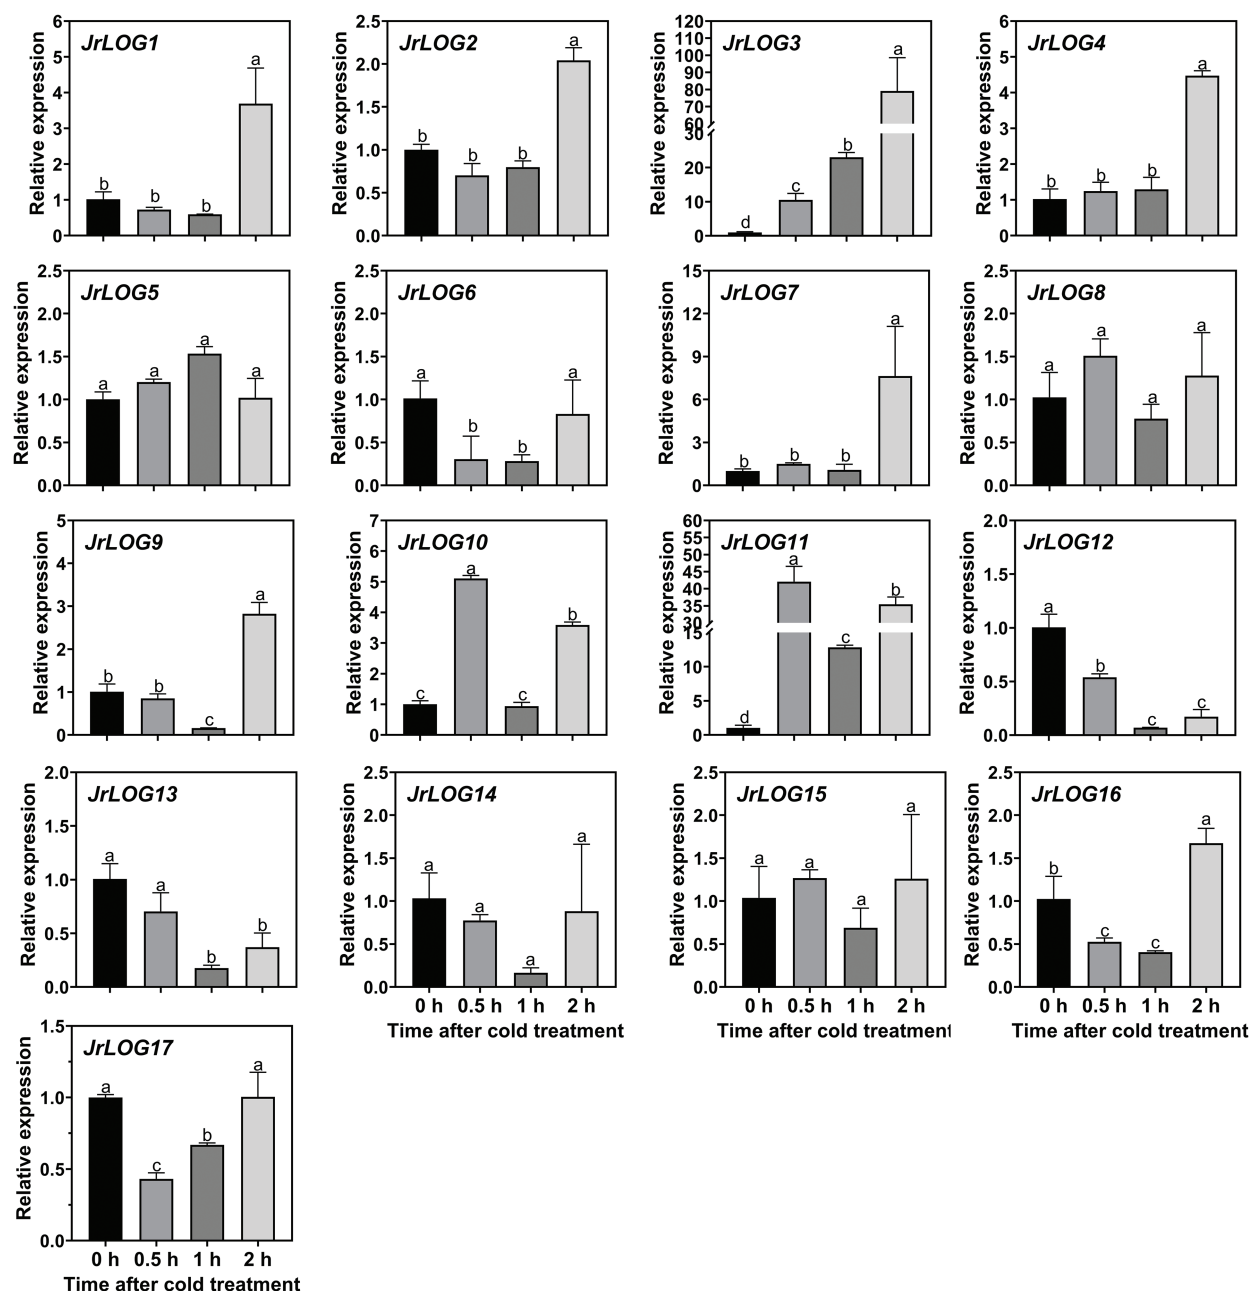 JrLOG1
Relative expression
6
5
4
3
2
1
0
b
b
b
a
JrLOG2
Relative expression
2.5
2.0
1.5
1.0
0.5
0.0
b
b
b
a
JrLOG3
Relative expression
120
110
100
90
80
70
60
30
20
10
0
d
c
b
a
JrLOG4
Relative expression
6
5
4
3
2
1
0
b
b
b
a
JrLOG5
Relative expression
2.5
2.0
1.5
1.0
0.5
0.0
a
a
a
a
JrLOG6
Relative expression
2.5
2.0
1.5
1.0
0.5
0.0
a
b
b
a
JrLOG7
Relative expression
15
12
9
6
3
0
b
b
b
a
JrLOG8
Relative expression
2.5
2.0
1.5
1.0
0.5
0.0
a
a
a
a
JrLOG9
Relative expression
5
4
3
2
1
0
b
b
c
a
JrLOG10
Relative expression
7
6
5
4
3
2
1
0
c
a
c
b
JrLOG11
Relative expression
60
55
50
45
40
35
30
15
10
5
0
d
a
c
b
JrLOG12
Relative expression
2.0
1.5
1.0
0.5
0.0
a
b
c
c
JrLOG13
Relative expression
2.0
1.5
1.0
0.5
0.0
a
a
b
b
JrLOG14
Relative expression
2.5
2.0
1.5
1.0
0.5
0.0
a
a
a
a
0 h 0.5 h 1 h 2 h
Time after cold treatment
JrLOG15
Relative expression
2.5
2.0
1.5
1.0
0.5
0.0
a
a
a
a
0 h 0.5 h 1 h 2 h
Time after cold treatment
JrLOG16
Relative expression
2.5
2.0
1.5
1.0
0.5
0.0
b
c
c
a
0 h 0.5 h 1 h 2 h
Time after cold treatment
JrLOG17
Relative expression
1.5
1.0
0.5
0.0
a
c
b
a
0 h 0.5 h 1 h 2 h
Time after cold treatment